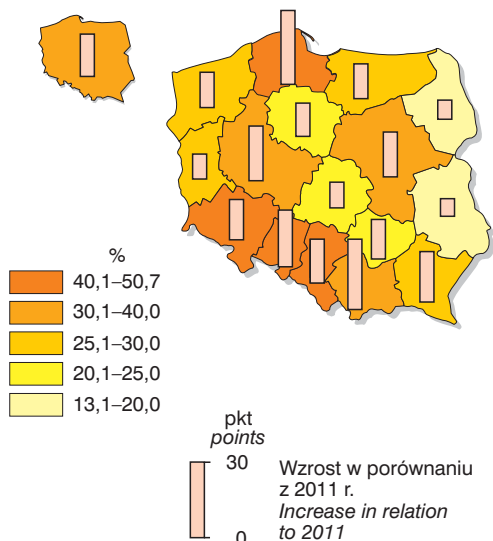 %
40,1–50,7
30,1–40,0
25,1–30,0
20,1–25,0
13,1–20,0
pkt
points
30
0
Wzrost w porównaniu
z 2011 r.
Increase in relation
to 2011